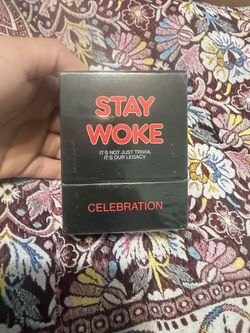 STAY
WOKE
IT'S NOT JUST TRIVIA,
IT'S OUR LEGACY.
CELEBRATION